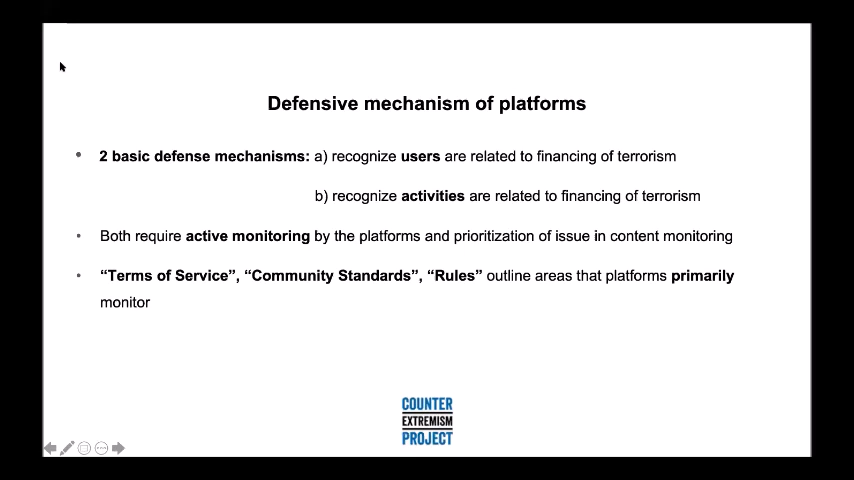 Defensive mechanism of platforms
• 2 basic defense mechanisms: a) recognize users are related to financing of terrorism
b) recognize activities are related to financing of terrorism
• Both require active monitoring by the platforms and prioritization of issue in content monitoring
• “Terms of Service”, “Community Standards”, “Rules” outline areas that platforms primarily
monitor
COUNTER
EXTREMISM
PROJECT